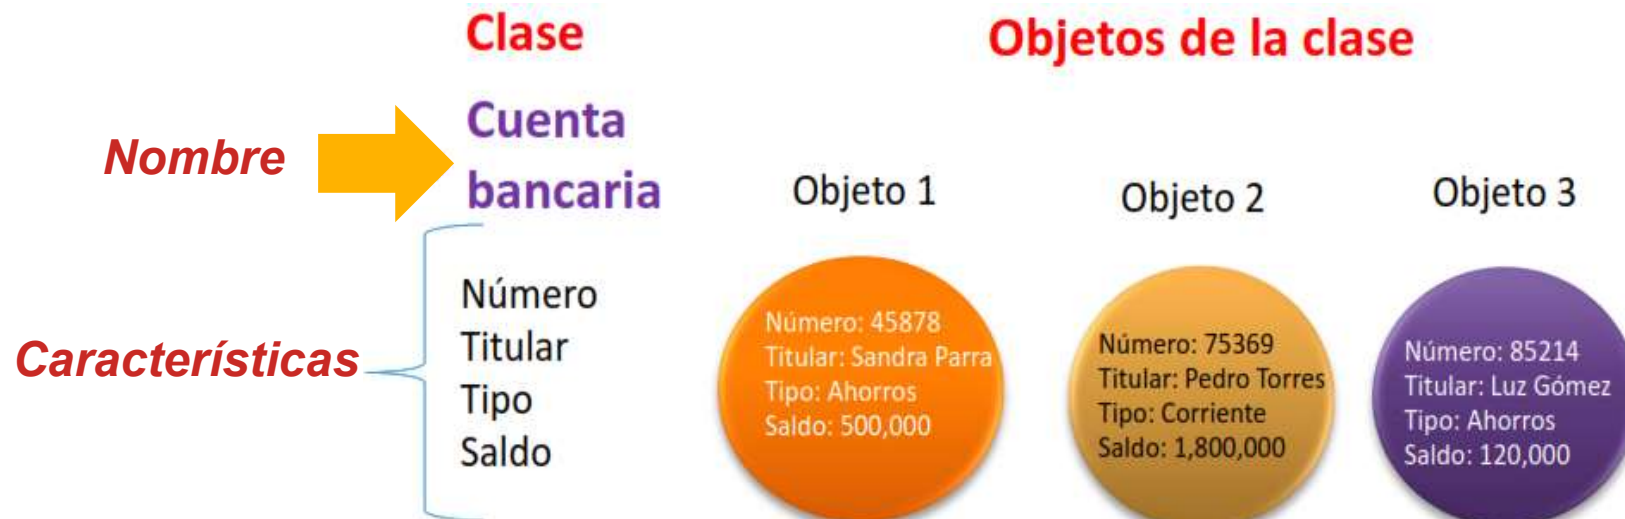 Clase
Objetos de la clase
Nombre
Cuenta
bancaria
Objeto 1
Objeto 2
Objeto 3
Características
Número
Titular
Tipo
Saldo
Número: 45878
Titular: Sandra Parra
Tipo: Ahorros
Saldo: 500,000
Número: 75369
Titular: Pedro Torres
Tipo: Corriente
Saldo: 1,800,000
Número: 85214
Titular: Luz Gómez
Tipo: Ahorros
Saldo: 120,000